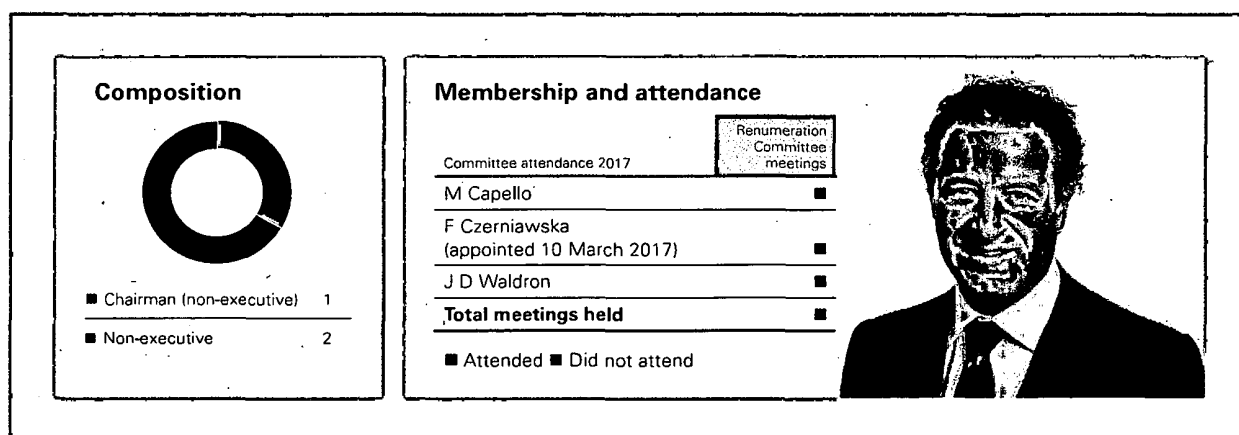 Composition
■ Chairman (non-executive) 1
■ Non-executive 2
Membership and attendance
Committee attendance 2017
Renumeration
Committee
meetings
M Capello ■
F Czerniawska
(appointed 10 March 2017) ■
J D Waldron ■
Total meetings held ■
■ Attended ■ Did not attend